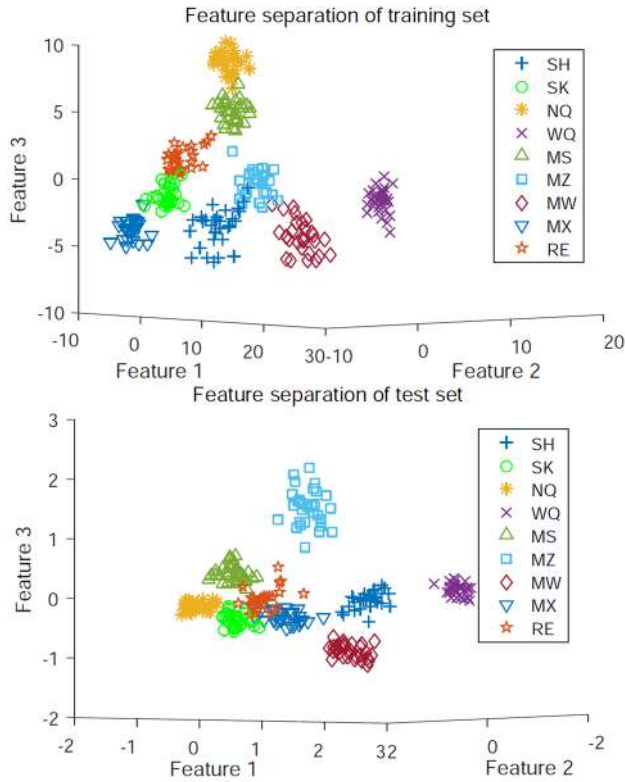 Feature separation of training set
10
5
0
-5
-10
Feature 3
SH
SK
NQ
WQ
MS
MZ
MW
MX
RE
-10 0 10 20 30-10 0 10 20
Feature 1 Feature 2
Feature separation of test set
3
2
1
0
-1
-2
Feature 3
SH
SK
NQ
WQ
MS
MZ
MW
MX
RE
-2 -1 0 1 2 32 0 -2
Feature 1 Feature 2